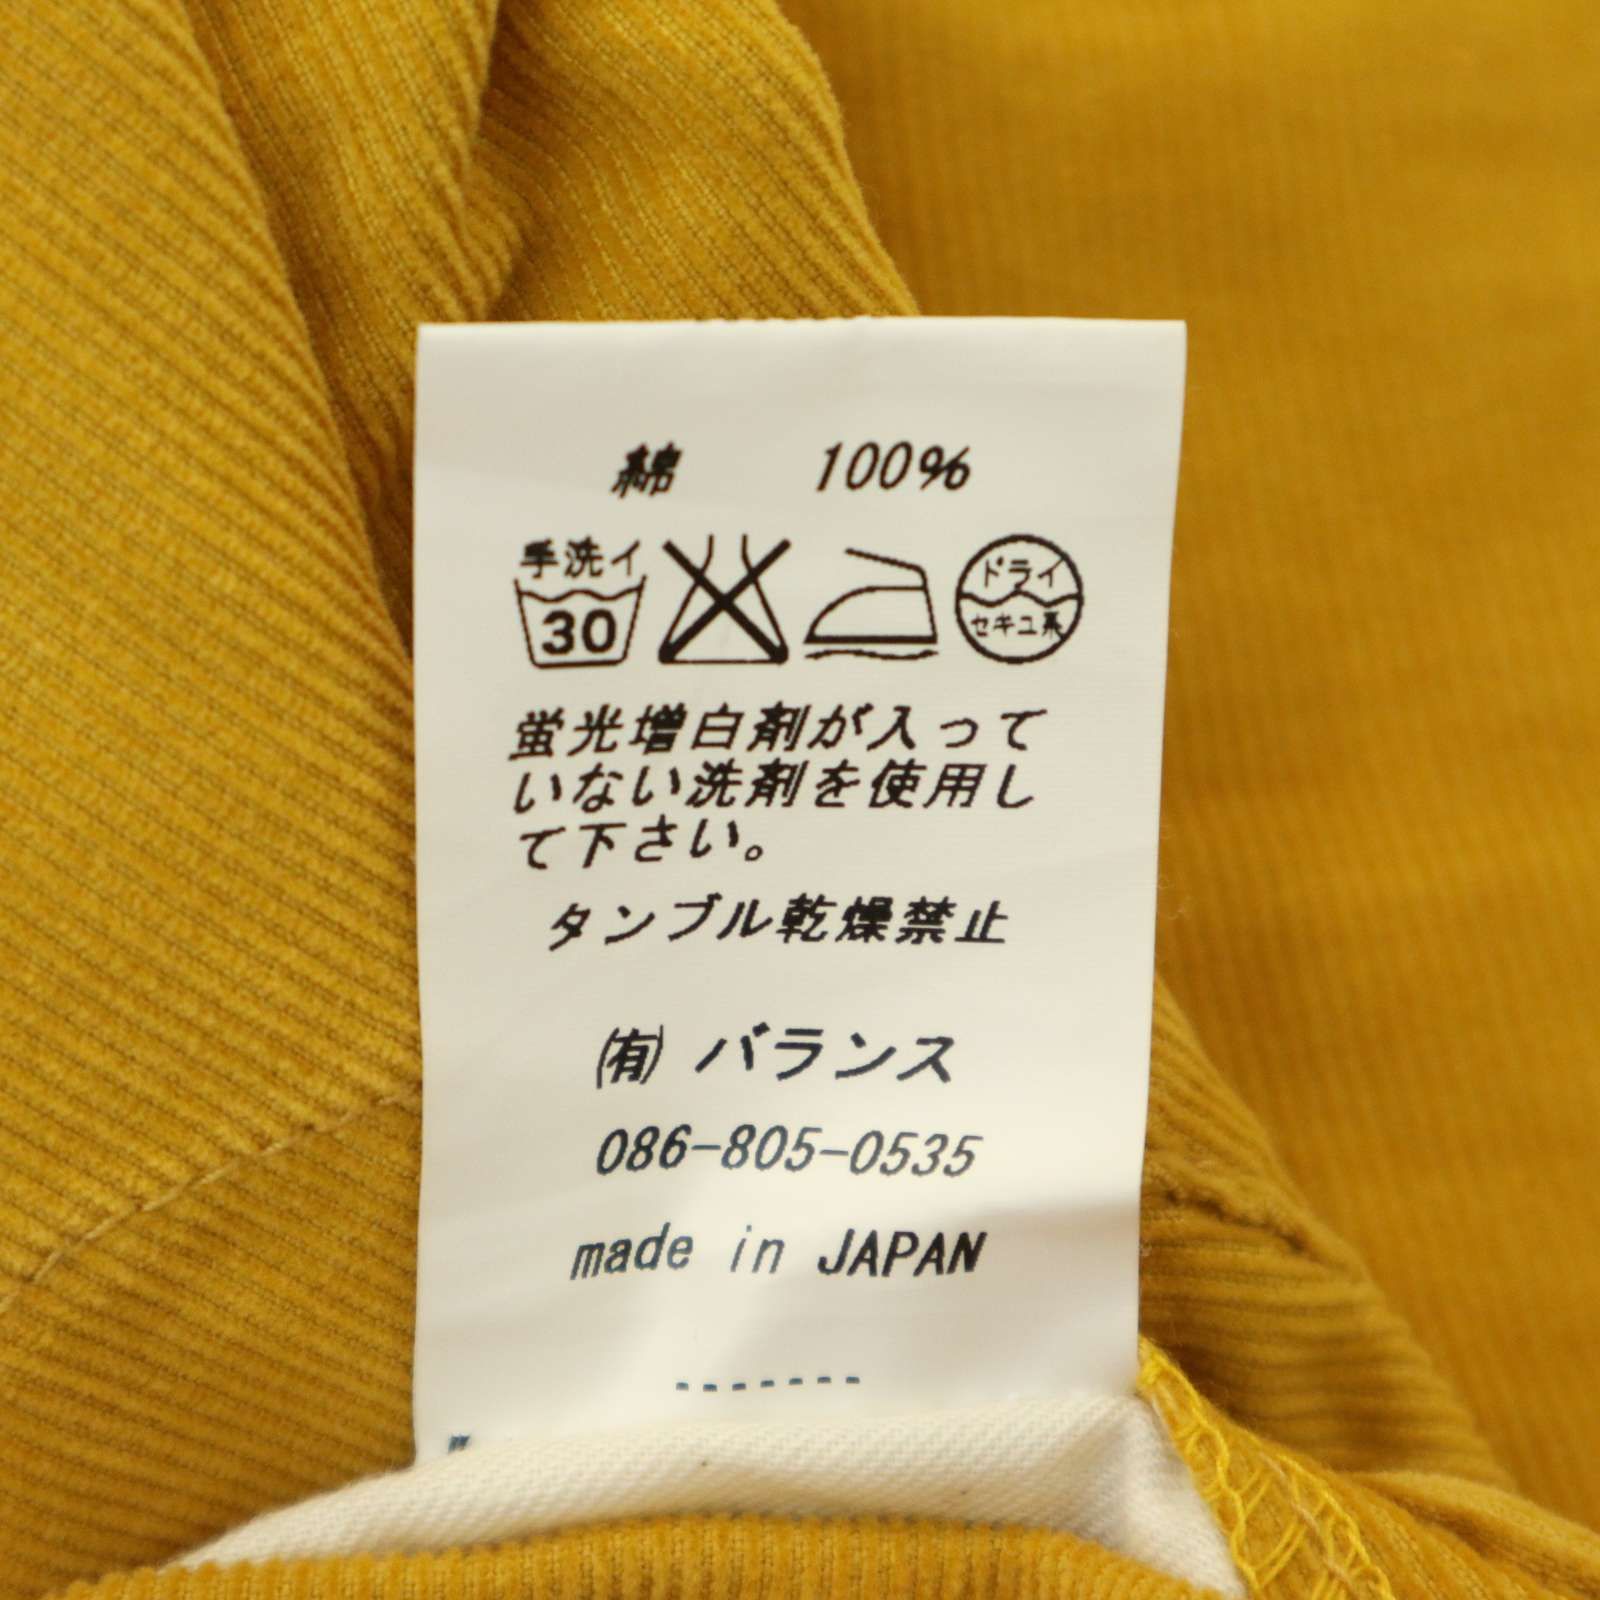 綿 100%
手洗イ
30
ドライ
セキユ系
蛍光増白剤が入って
いない洗剤を使用し
て下さい。
タンブル乾燥禁止
(有) バランス
086-805-0535
made in JAPAN
-------